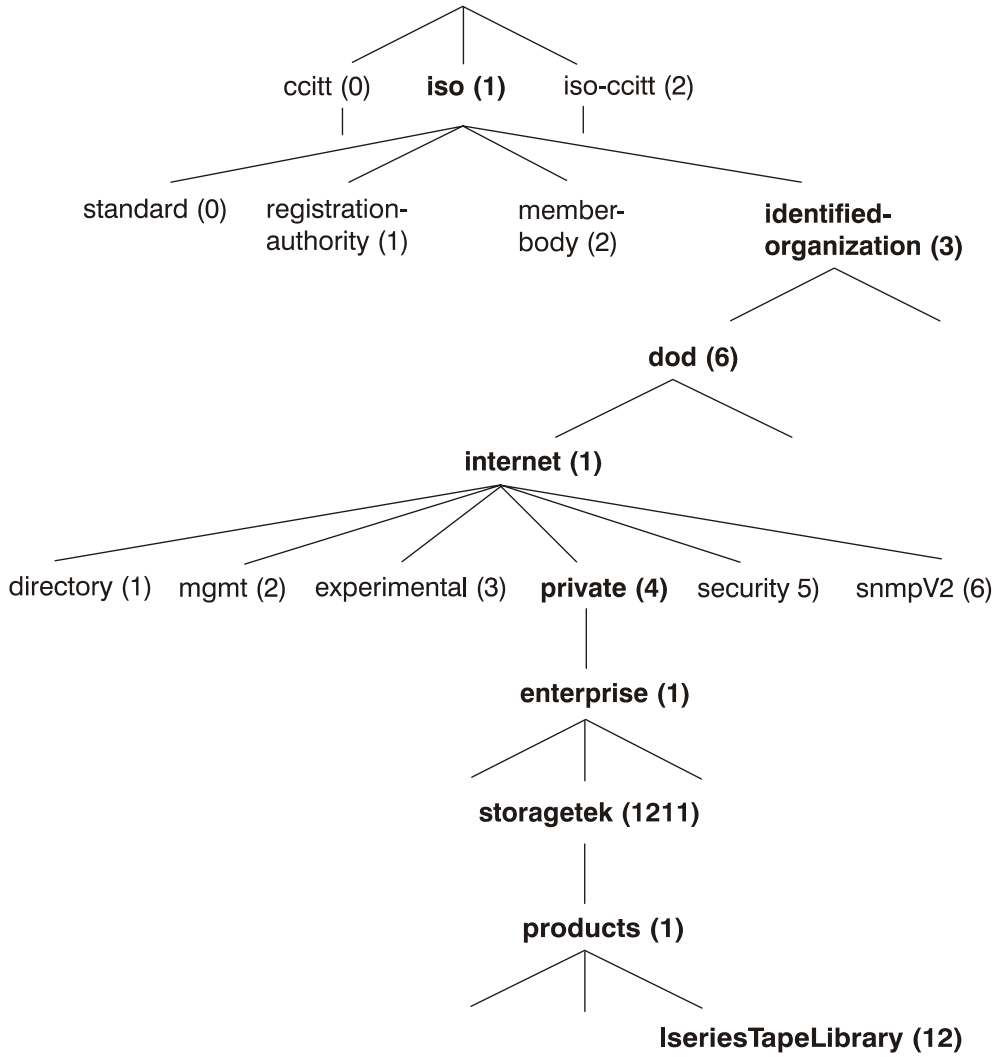 ccitt (0) iso (1) iso-ccitt (2)
standard (0)
registration-
authority (1)
member-
body (2)
identified-
organization (3)
dod (6)
internet (1)
directory (1) mgmt (2) experimental (3) private (4) security 5) snmpV2 (6)
enterprise (1)
storagetek (1211)
products (1)
lseriesTapeLibrary (12)